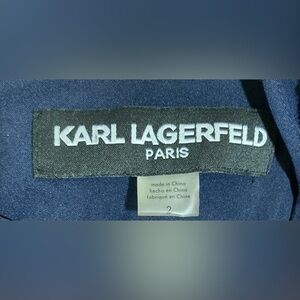 KARL LAGERFELD
PARIS
made in China
hecho en China
fabriqué en Chine
2